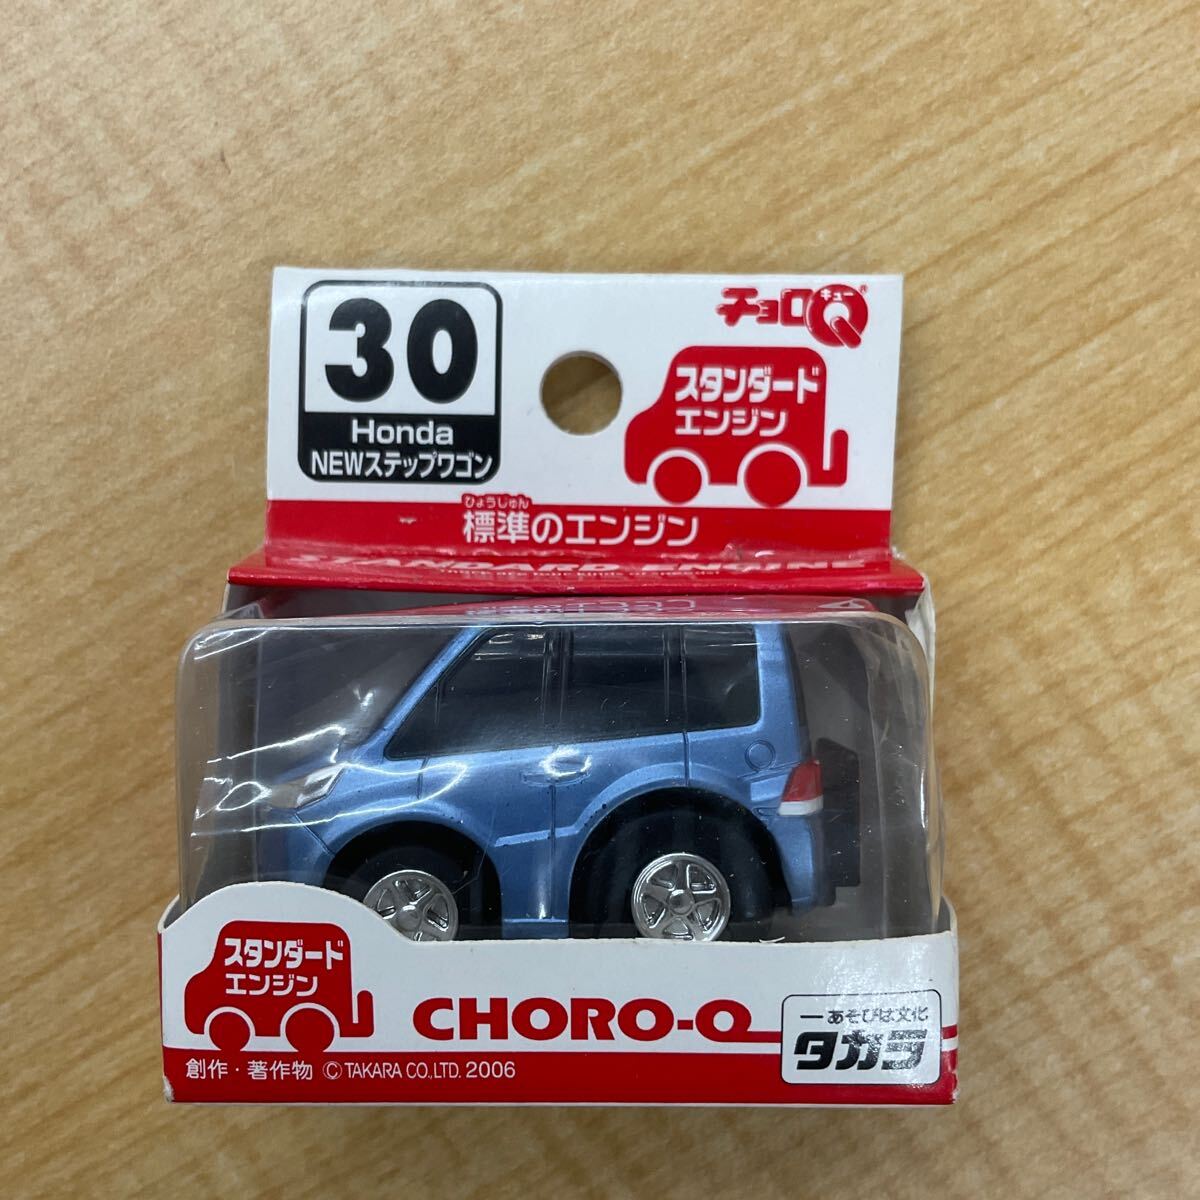 30
Honda
NEWステップワゴン
チョロQ
キュー
®
スタンダード
エンジン
ひょうじゅん
標準のエンジン
STANDARD ENGINE
スタンダード
エンジン
CHORO-Q
一あそびは文化
タカラ
創作・著作物 ©TAKARA CO.,LTD. 2006